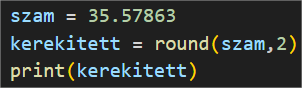 szam = 35.57863
kerekitett = round(szam,2)
print(kerekitett)